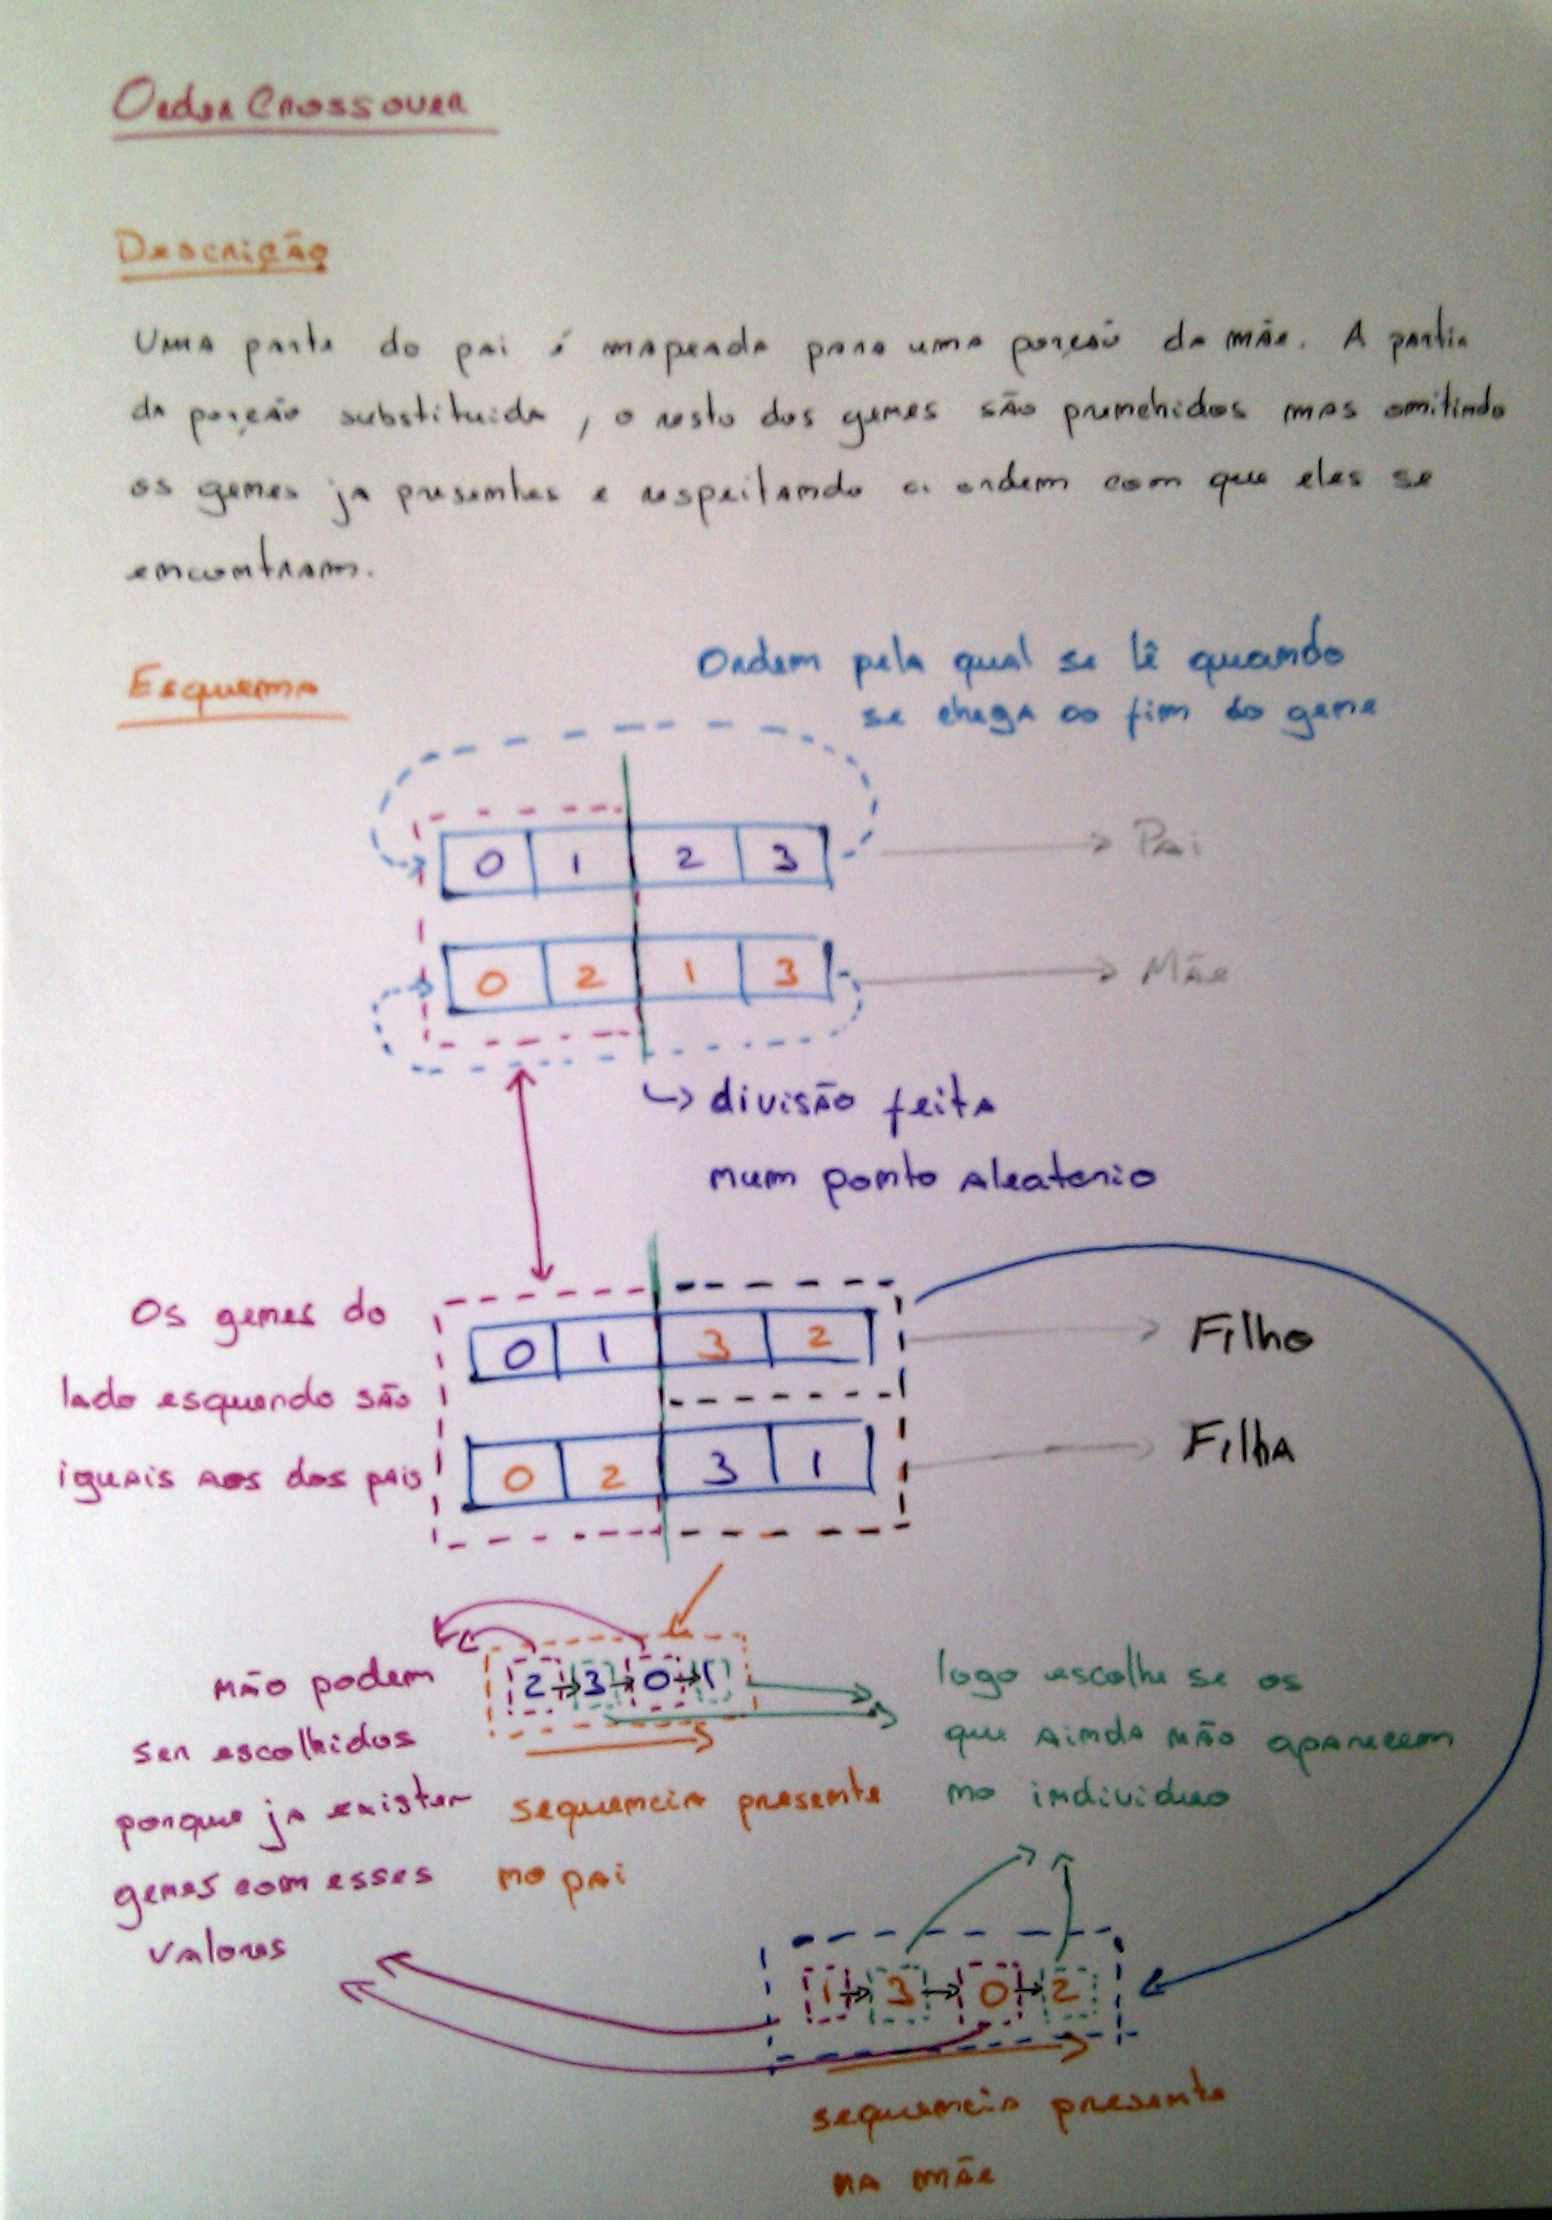 Order Crossover
Descrição
Uma parte do pai é mapeada para uma porção da mãe. A partir
da porção substituida, o resto dos genes são prenchidos mas omitindo
os genes ja presentes e respeitando a ordem com que eles se
encontram.
Esquema
Ordem pela qual se lê quando
se chega ao fim do gene
0 1 2 3 Pai
0 2 1 3 Mãe
divisão feita
num ponto aleatorio
Os genes do
lado esquerdo são
iguais aos dos pais
0 1 3 2 Filho
0 2 3 1 Filha
2 3 0 1
não podem
ser escolhidos
porque ja existem
genes com esses
valores
sequencia presente
no pai
logo escolhe se os
que ainda não aparecem
no individuo
1 3 0 2
sequencia presente
na mãe